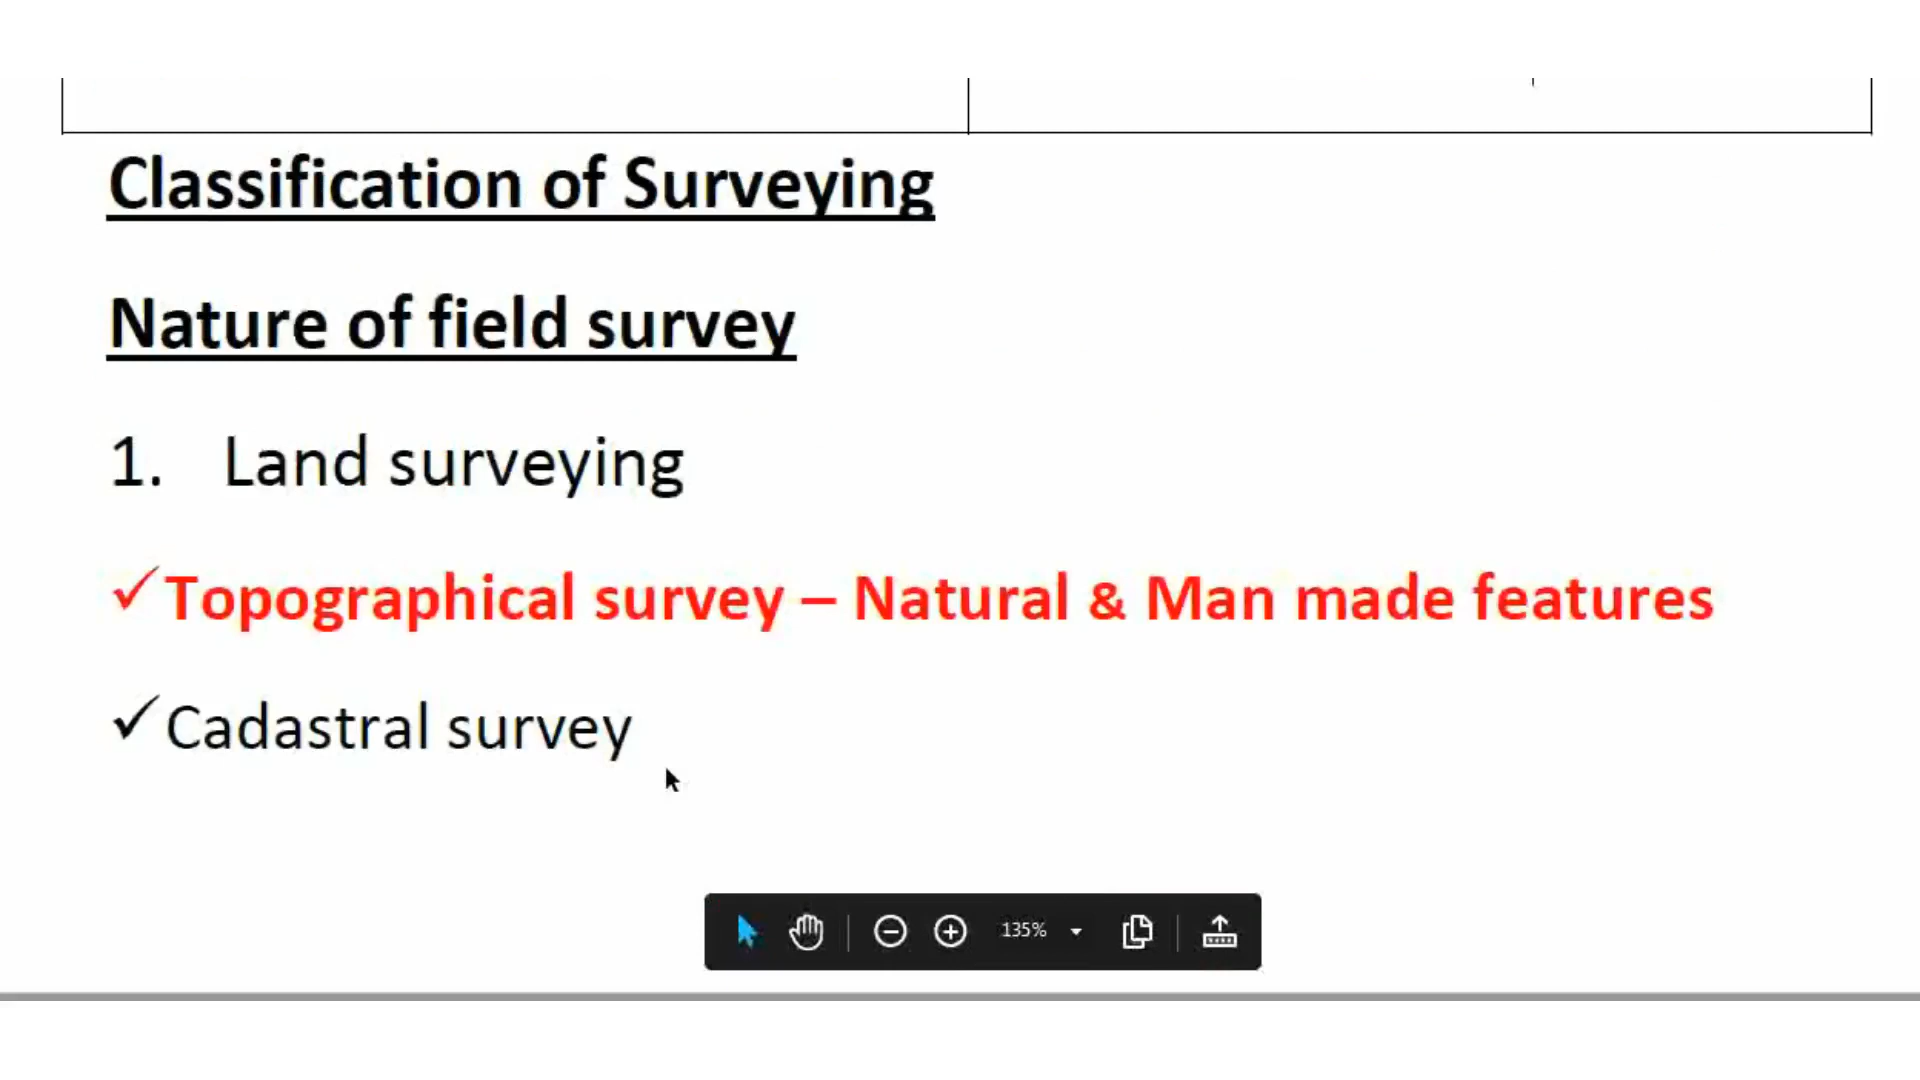 Classification of Surveying
Nature of field survey
1. Land surveying
✓Topographical survey – Natural & Man made features
✓Cadastral survey
135%